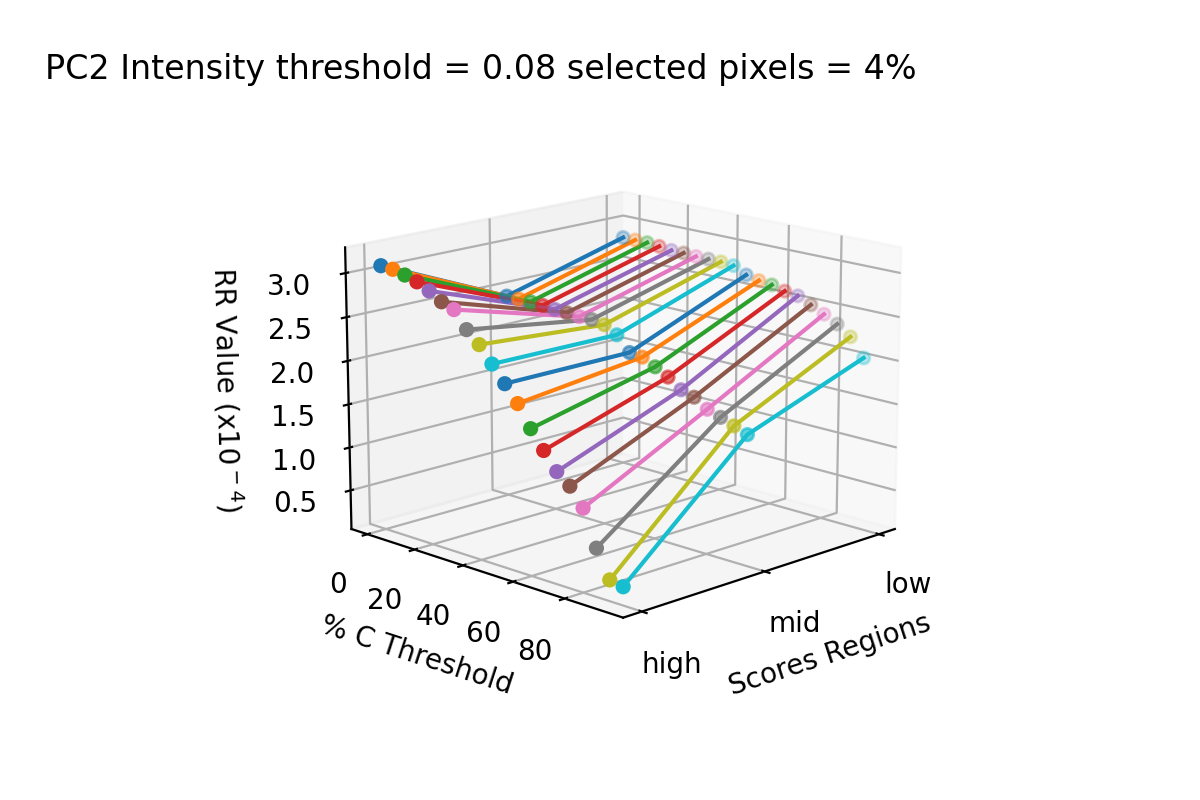 PC2 Intensity threshold = 0.08 selected pixels = 4%
RR Value (x10⁻⁴)
3.0
2.5
2.0
1.5
1.0
0.5
0
20
40
60
80
% C Threshold
high
mid
low
Scores Regions